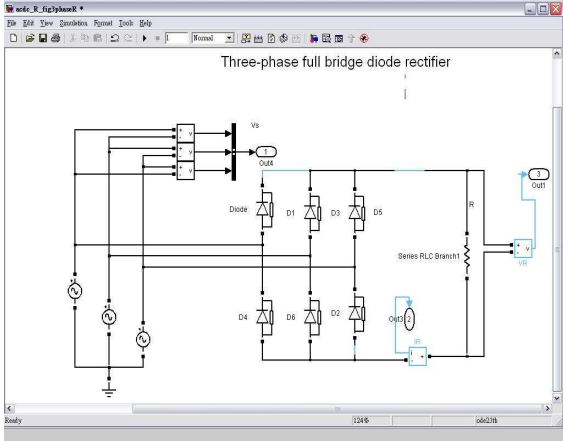 acdc_R_fig3phaseR *
File Edit View Simulation Format Tools Help
1 Normal
Three-phase full bridge diode rectifier
Vs
+ v
-
+ v
-
+ v
-
1
Out4
3
Out1
Diode
D1
D3
D5
R
+ v
-
VR
Series RLC Branch1
D4
D6
D2
Out3
2
IR
i +
-
Ready
124%
ode23tb